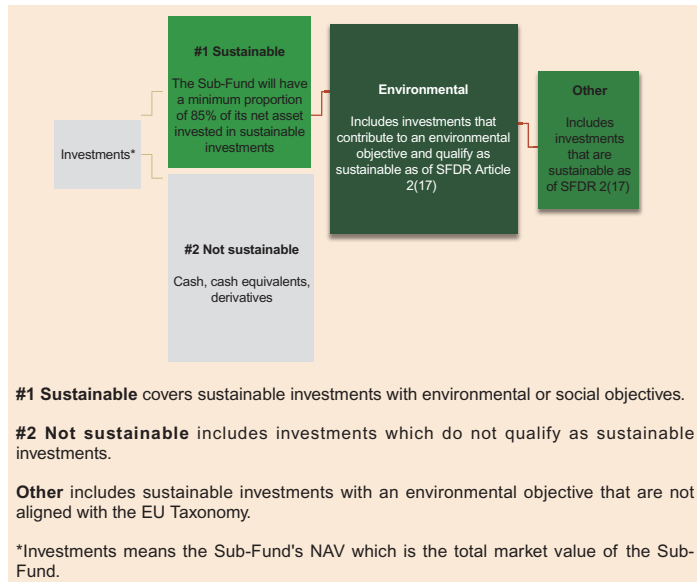 Investments*
#1 Sustainable
The Sub-Fund will have
a minimum proportion
of 85% of its net asset
invested in sustainable
investments
#2 Not sustainable
Cash, cash equivalents,
derivatives
Environmental
Includes investments that
contribute to an environmental
objective and qualify as
sustainable as of SFDR Article
2(17)
Other
Includes
investments
that are
sustainable as
of SFDR 2(17)
#1 Sustainable covers sustainable investments with environmental or social objectives.
#2 Not sustainable includes investments which do not qualify as sustainable
investments.
Other includes sustainable investments with an environmental objective that are not
aligned with the EU Taxonomy.
*Investments means the Sub-Fund's NAV which is the total market value of the Sub-
Fund.